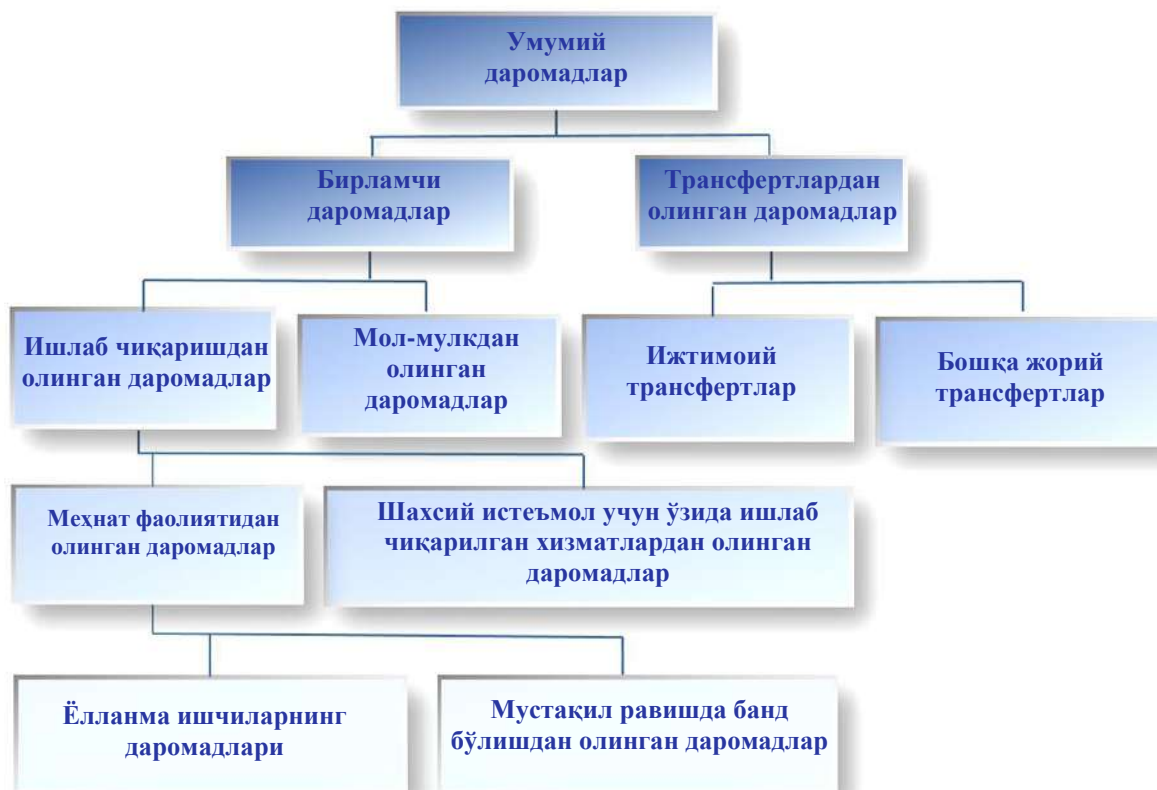 Умумий
даромадлар
Бирламчи
даромадлар
Трансфертлардан
олинган даромадлар
Ишлаб чиқаришдан
олинган даромадлар
Мол-мулкдан
олинган
даромадлар
Ижтимоий
трансфертлар
Бошқа жорий
трансфертлар
Меҳнат фаолиятидан
олинган даромадлар
Шахсий истеъмол учун ўзида ишлаб
чиқарилган хизматлардан олинган
даромадлар
Ёлланма ишчиларнинг
даромадлари
Мустақил равишда банд
бўлишдан олинган даромадлар